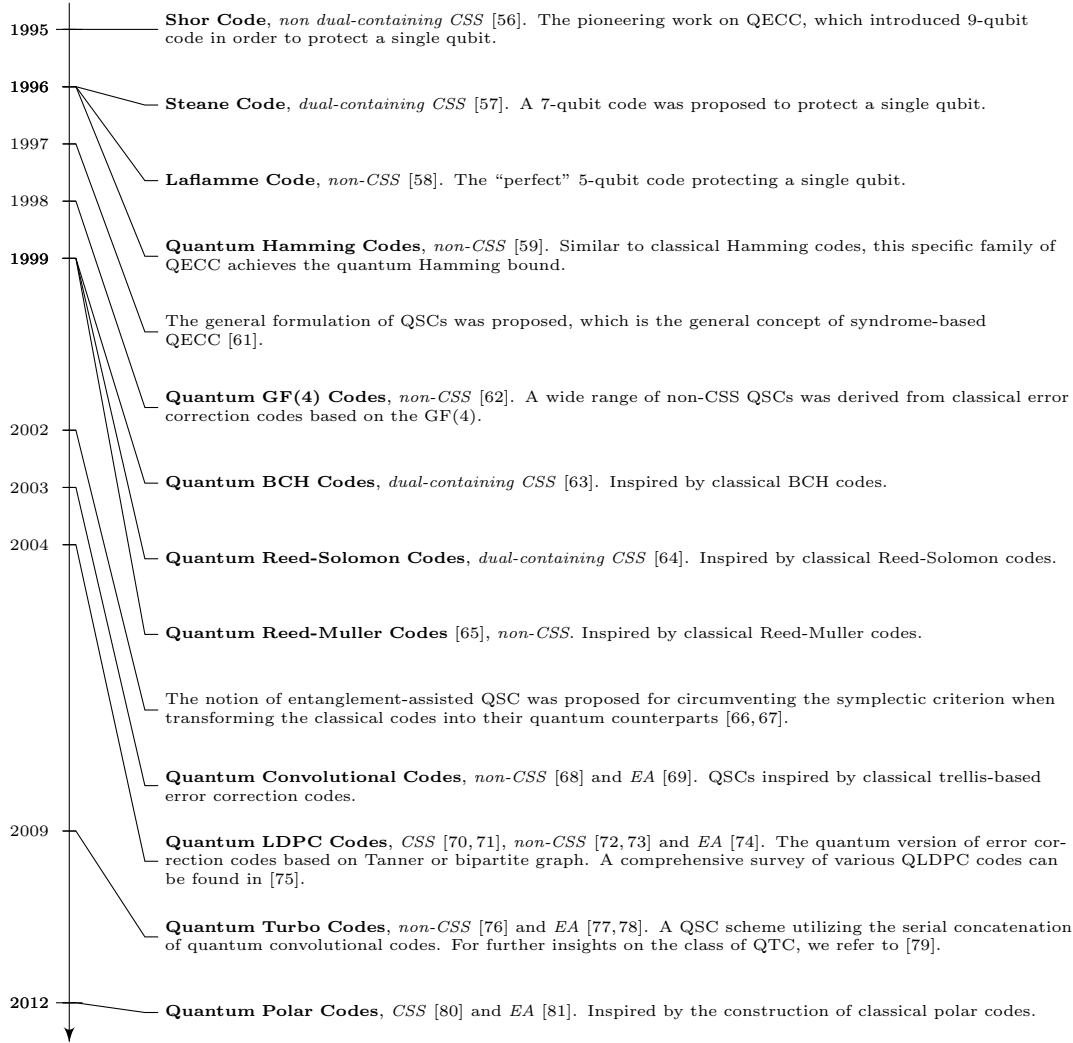 1995
Shor Code, non dual-containing CSS [56]. The pioneering work on QECC, which introduced 9-qubit
code in order to protect a single qubit.
1996
Steane Code, dual-containing CSS [57]. A 7-qubit code was proposed to protect a single qubit.
1997
Laflamme Code, non-CSS [58]. The “perfect” 5-qubit code protecting a single qubit.
1998
Quantum Hamming Codes, non-CSS [59]. Similar to classical Hamming codes, this specific family of
QECC achieves the quantum Hamming bound.
1999
The general formulation of QSCs was proposed, which is the general concept of syndrome-based
QECC [61].
Quantum GF(4) Codes, non-CSS [62]. A wide range of non-CSS QSCs was derived from classical error
correction codes based on the GF(4).
2002
Quantum BCH Codes, dual-containing CSS [63]. Inspired by classical BCH codes.
2003
2004
Quantum Reed-Solomon Codes, dual-containing CSS [64]. Inspired by classical Reed-Solomon codes.
Quantum Reed-Muller Codes [65], non-CSS. Inspired by classical Reed-Muller codes.
The notion of entanglement-assisted QSC was proposed for circumventing the symplectic criterion when
transforming the classical codes into their quantum counterparts [66, 67].
Quantum Convolutional Codes, non-CSS [68] and EA [69]. QSCs inspired by classical trellis-based
error correction codes.
2009
Quantum LDPC Codes, CSS [70, 71], non-CSS [72, 73] and EA [74]. The quantum version of error cor-
rection codes based on Tanner or bipartite graph. A comprehensive survey of various QLDPC codes can
be found in [75].
Quantum Turbo Codes, non-CSS [76] and EA [77, 78]. A QSC scheme utilizing the serial concatenation
of quantum convolutional codes. For further insights on the class of QTC, we refer to [79].
2012
Quantum Polar Codes, CSS [80] and EA [81]. Inspired by the construction of classical polar codes.